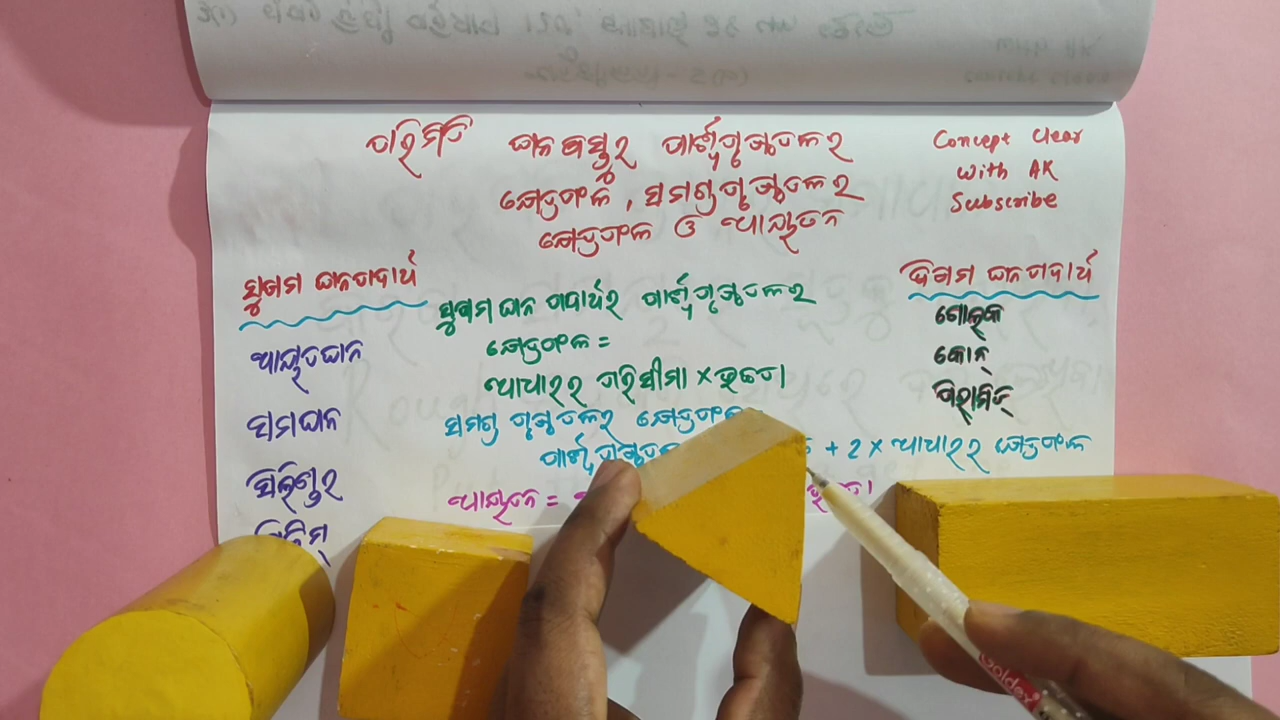 ପରିମିତି ଘନବସ୍ତୁର ପାର୍ଶ୍ୱପୃଷ୍ଠତଳର
କ୍ଷେତ୍ରଫଳ, ସମଗ୍ରପୃଷ୍ଠତଳର
କ୍ଷେତ୍ରଫଳ ଓ ଆୟତନ
Concept Clear
With AK
Subscribe
ସୁଷମ ଘନପଦାର୍ଥ
ଆୟତଘନ
ସମଘନ
ସିଲିଣ୍ଡର
ପ୍ରିଜିମ୍
ସୁଷମ ଘନ ପଦାର୍ଥର ପାର୍ଶ୍ୱପୃଷ୍ଠତଳର
କ୍ଷେତ୍ରଫଳ =
ଆଧାରର ପରିସୀମା × ଉଚ୍ଚତା
ସମଗ୍ର ପୃଷ୍ଠତଳର କ୍ଷେତ୍ରଫଳ
ପାର୍ଶ୍ୱ + 2 × ଆଧାରର କ୍ଷେତ୍ରଫଳ
ଆୟତନ =
ବିଷମ ଘନପଦାର୍ଥ
ଗୋଲକ
କୋନ୍
ପିରାମିଡ୍
Goldex